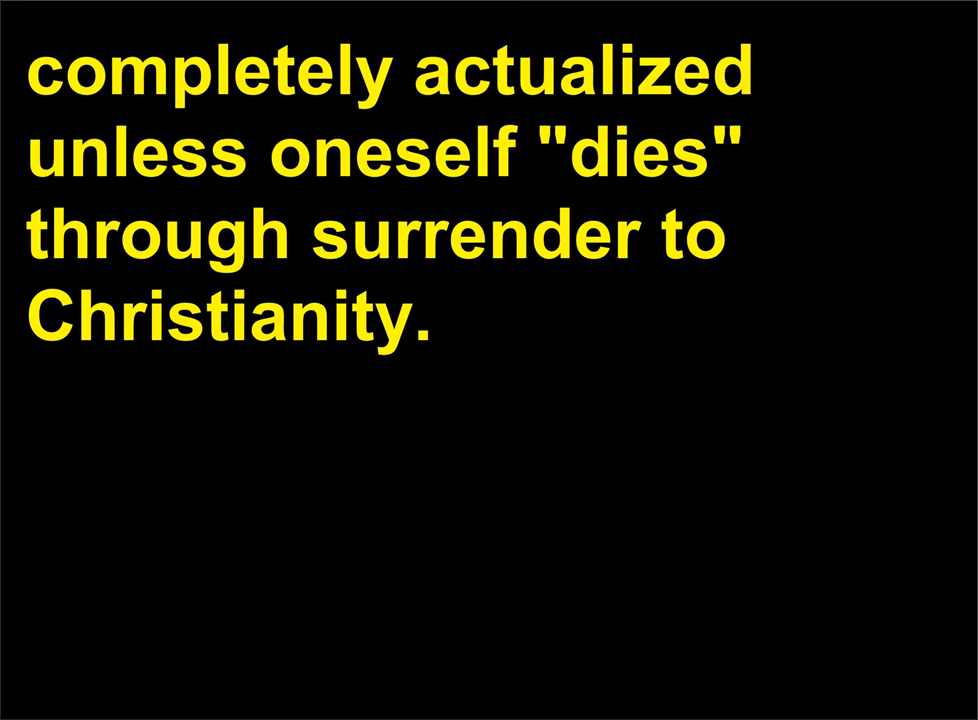 completely actualized
unless oneself "dies"
through surrender to
Christianity.